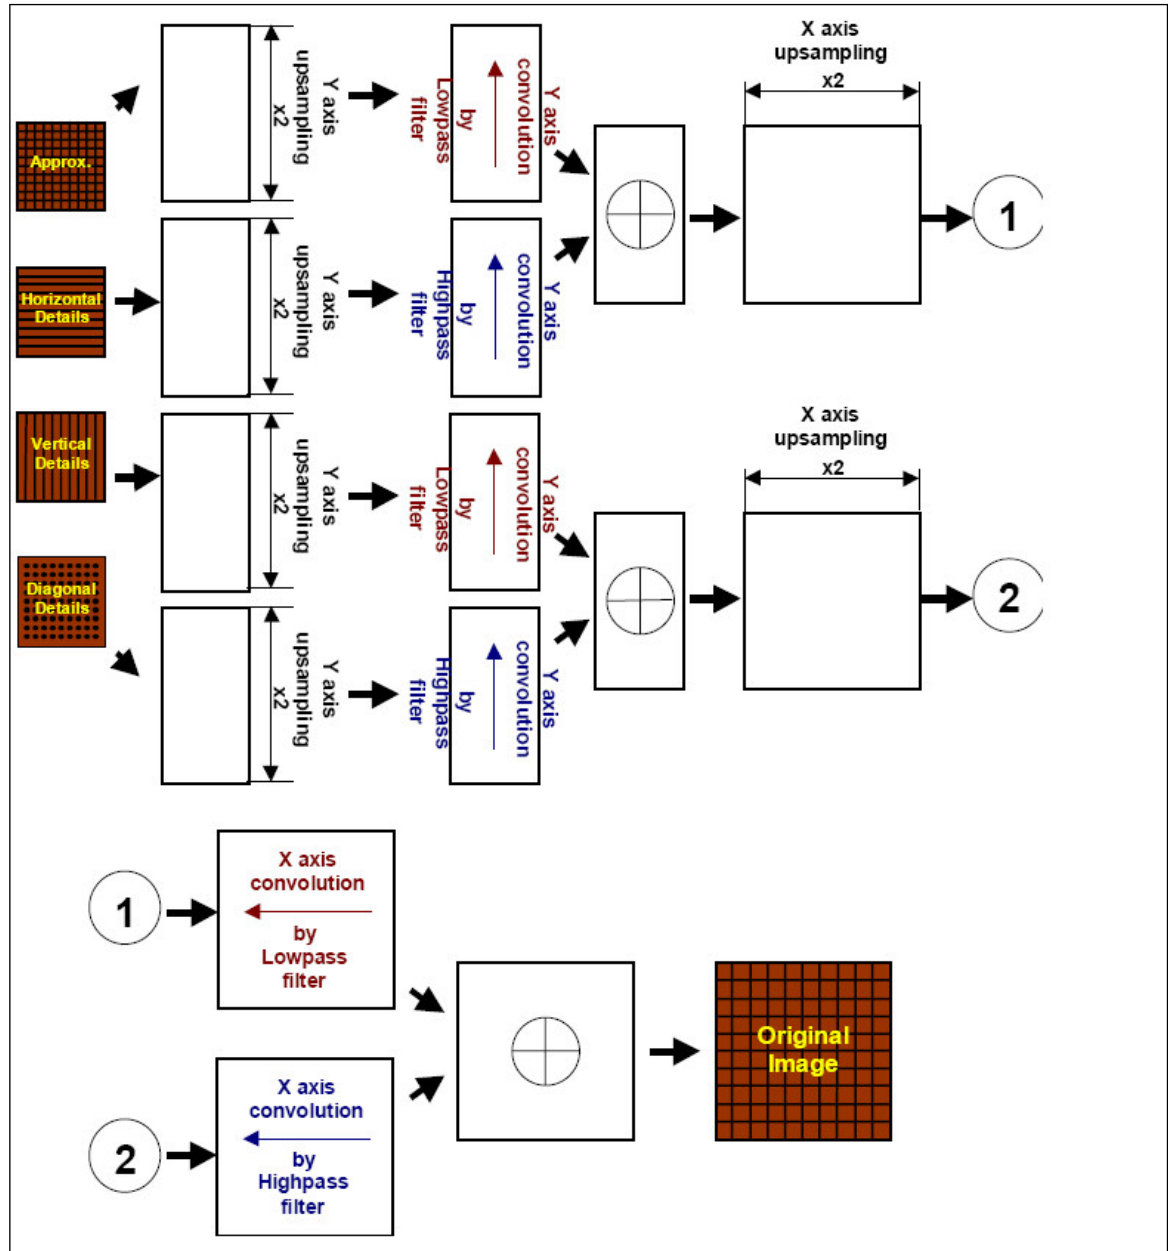 X axis
upsampling
x2
Approx.
Y axis
upsampling
x2
Y axis
convolution
by
Lowpass
filter
1
Horizontal
Details
Y axis
upsampling
x2
Y axis
convolution
by
Highpass
filter
X axis
upsampling
x2
Vertical
Details
Y axis
upsampling
x2
Y axis
convolution
by
Lowpass
filter
2
Diagonal
Details
Y axis
upsampling
x2
Y axis
convolution
by
Highpass
filter
1
X axis
convolution
by
Lowpass
filter
Original
Image
2
X axis
convolution
by
Highpass
filter